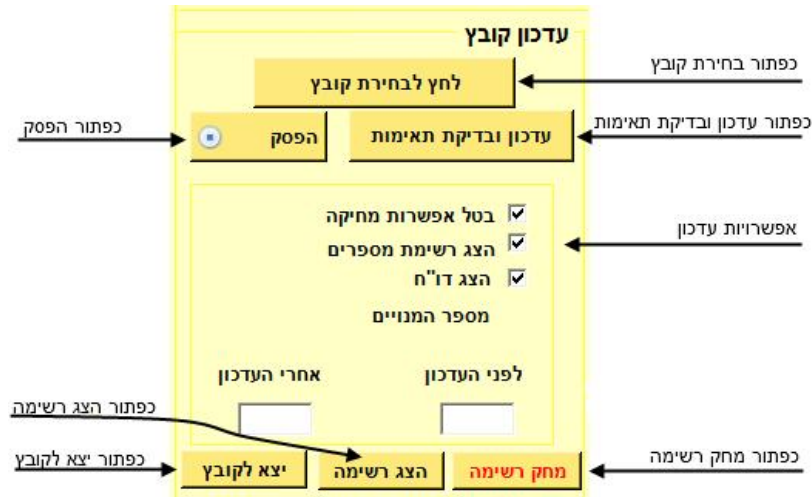 עדכון קובץ
כפתור בחירת קובץ
לחץ לבחירת קובץ
כפתור עדכון ובדיקת תאימות
עדכון ובדיקת תאימות
הפסק
כפתור הפסק
בטל אפשרות מחיקה
אפשרויות עדכון
הצג רשימת מספרים
הצג דו"ח
מספר המנויים
לפני העדכון
אחרי העדכון
כפתור הצג רשימה
כפתור מחק רשימה
מחק רשימה
הצג רשימה
יצא לקובץ
כפתור יצא לקובץ